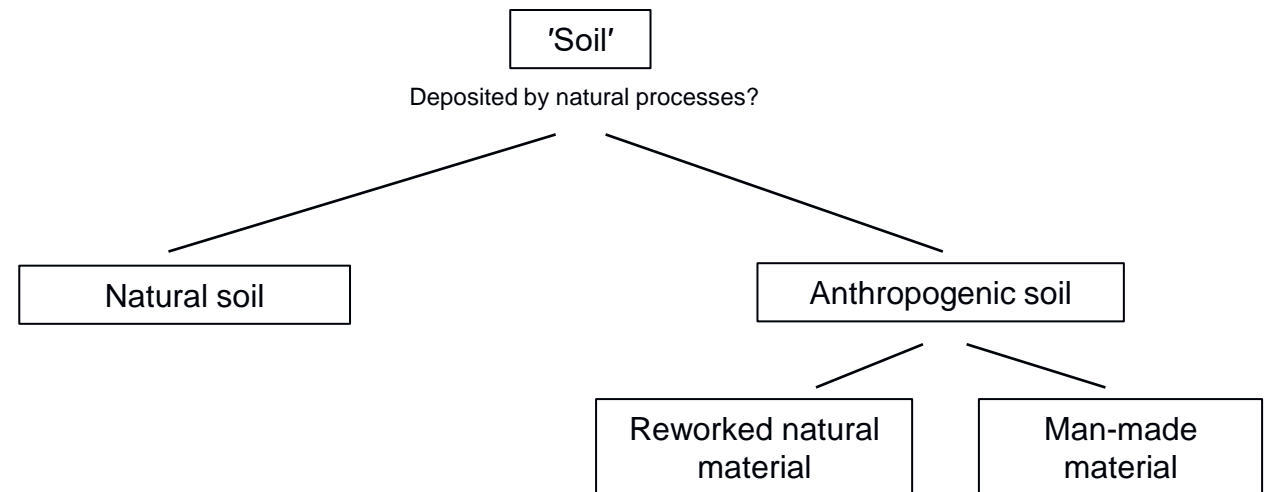 ′Soil′
Deposited by natural processes?
Natural soil
Anthropogenic soil
Reworked natural
material
Man-made
material